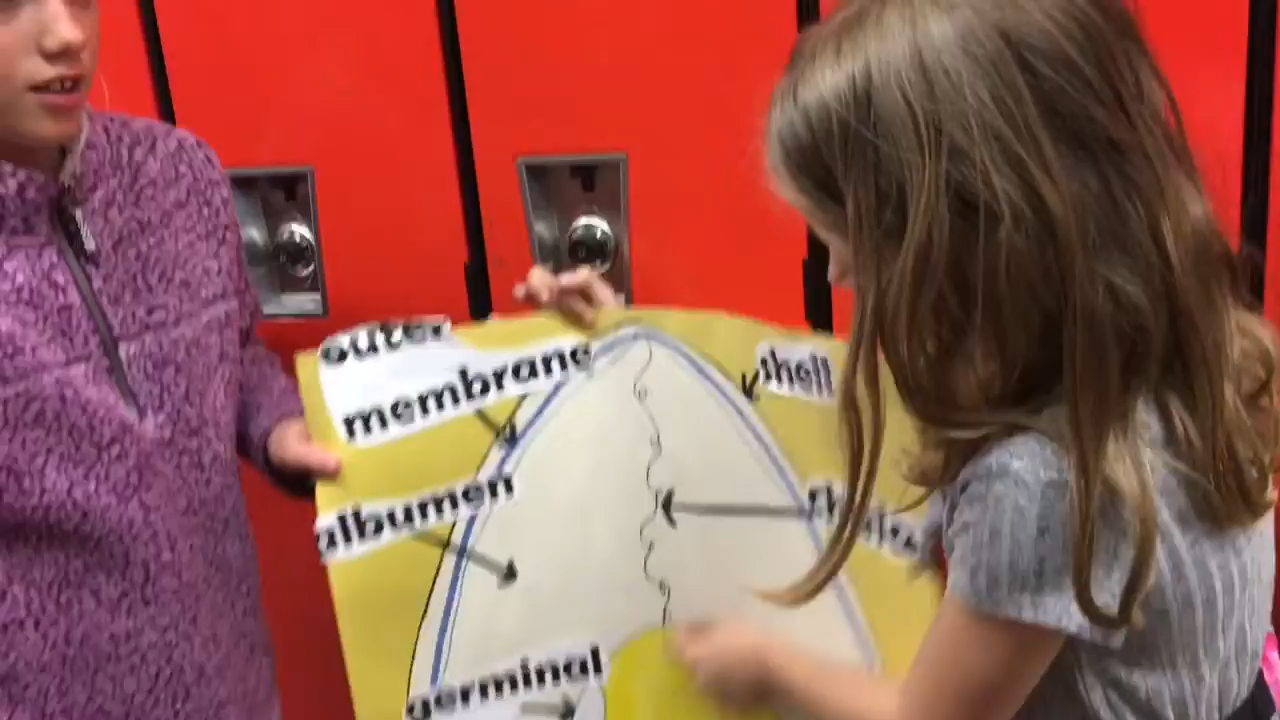 outer
membrane
shell
albumen
germinal